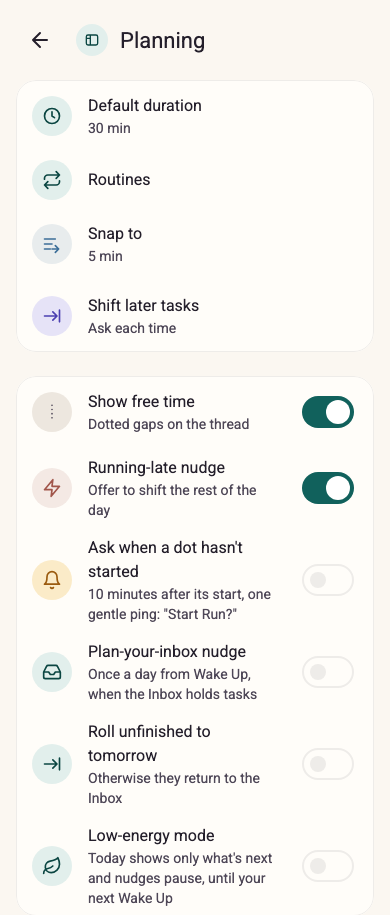 Planning
Default duration
30 min
Routines
Snap to
5 min
Shift later tasks
Ask each time
Show free time
Dotted gaps on the thread
Running-late nudge
Offer to shift the rest of the
day
Ask when a dot hasn't
started
10 minutes after its start, one
gentle ping: "Start Run?"
Plan-your-inbox nudge
Once a day from Wake Up,
when the Inbox holds tasks
Roll unfinished to
tomorrow
Otherwise they return to the
Inbox
Low-energy mode
Today shows only what's next
and nudges pause, until your
next Wake Up